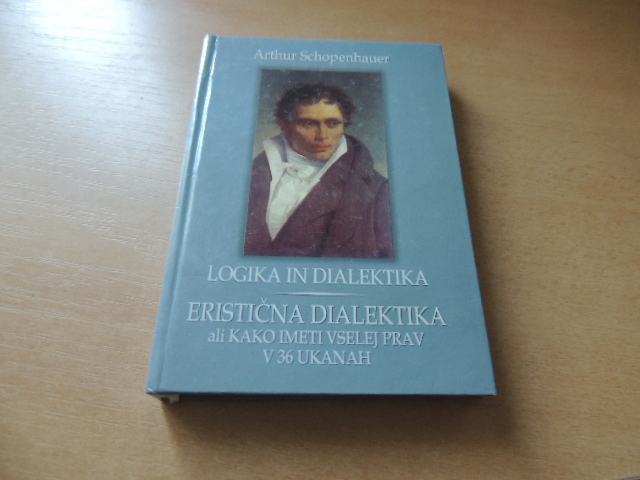 Arthur Schopenhauer
LOGIKA IN DIALEKTIKA
ERISTIČNA DIALEKTIKA
ali KAKO IMETI VSELEJ PRAV
V 36 UKANAH